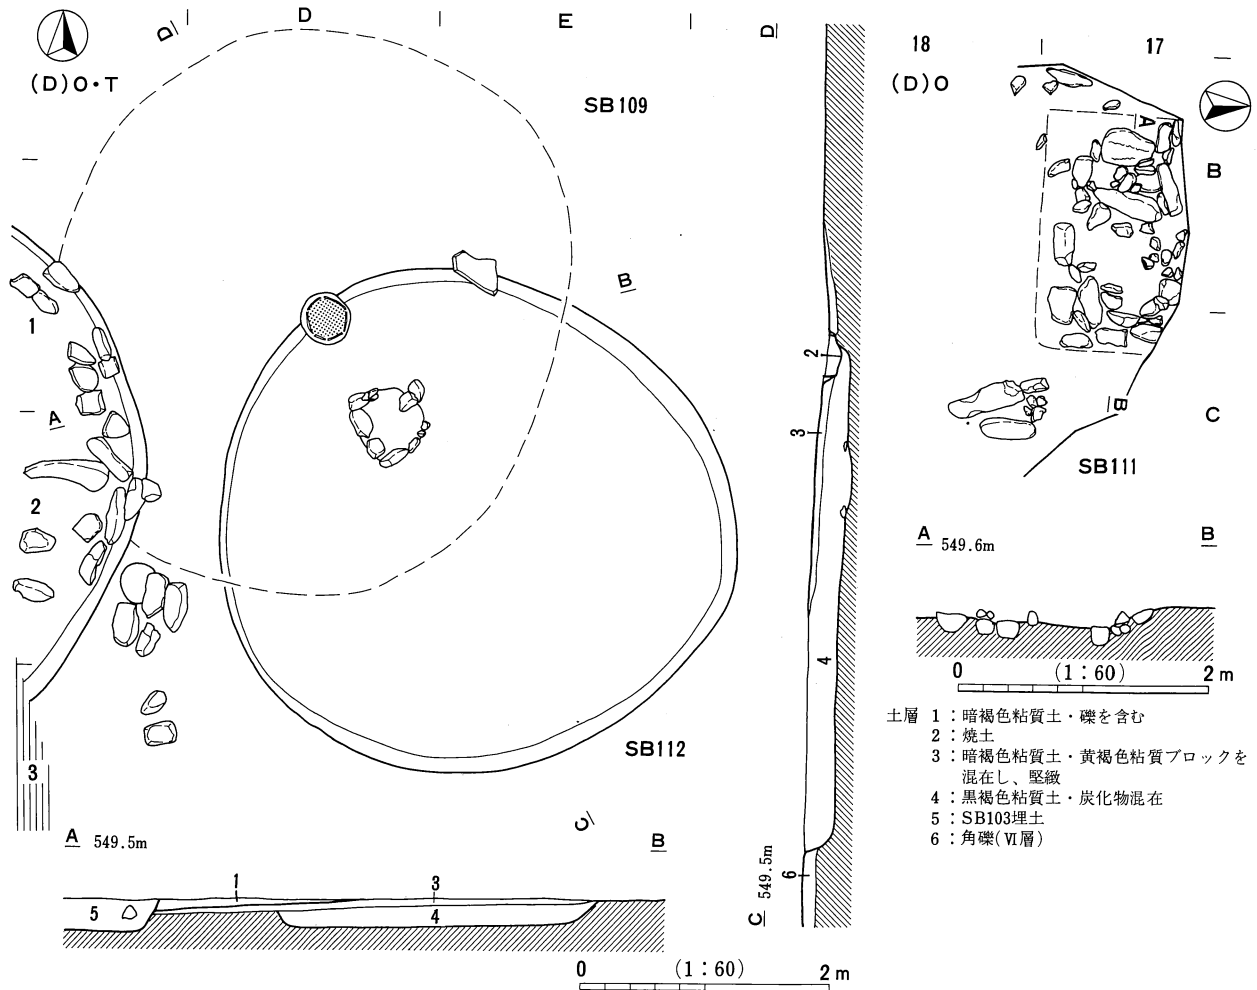 D
D
E
(D)O・T
SB109
B
1
A
2
3
SB112
C
A 549.5m
B
1
3
5
4
0 (1:60) 2m
D
2
3
4
6
C 549.5m
18
17
(D)O
A
B
B
C
SB111
A 549.6m
B
0 (1:60) 2m
土層 1:暗褐色粘質土・礫を含む
2:焼土
3:暗褐色粘質土・黄褐色粘質ブロックを
混在し、堅緻
4:黒褐色粘質土・炭化物混在
5:SB103埋土
6:角礫(Ⅵ層)